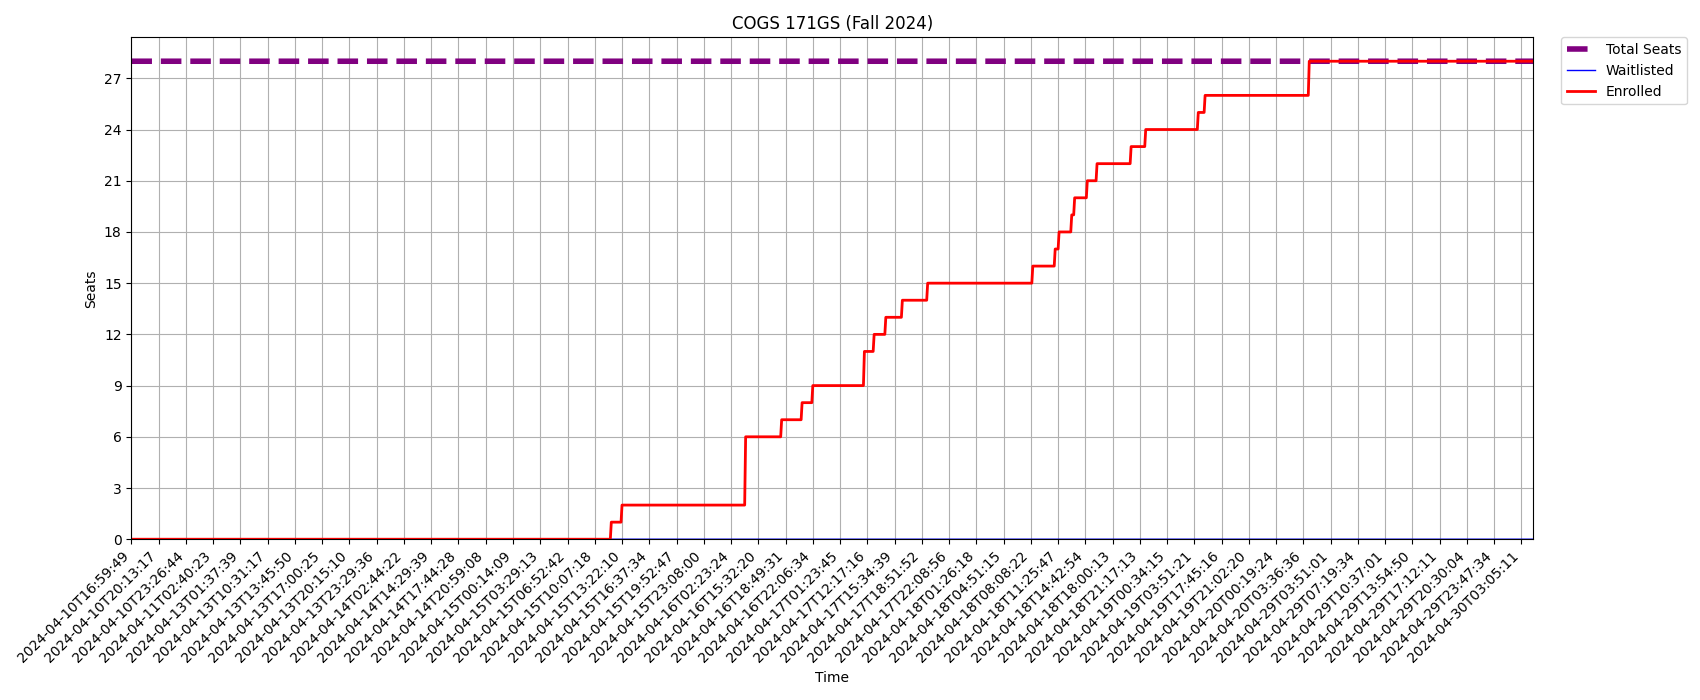 COGS 171GS (Fall 2024)
Total Seats
Waitlisted
Enrolled
Seats
27
24
21
18
15
12
9
6
3
0
2024-04-10T16:59:49
2024-04-10T20:13:17
2024-04-10T23:26:44
2024-04-11T02:40:23
2024-04-13T01:37:39
2024-04-13T10:31:17
2024-04-13T13:45:50
2024-04-13T17:00:25
2024-04-13T20:15:10
2024-04-13T23:29:36
2024-04-14T02:44:22
2024-04-14T14:29:39
2024-04-14T17:44:28
2024-04-14T20:59:08
2024-04-15T00:14:09
2024-04-15T03:29:13
2024-04-15T06:52:42
2024-04-15T10:07:18
2024-04-15T13:22:10
2024-04-15T16:37:34
2024-04-15T19:52:47
2024-04-15T23:08:00
2024-04-16T02:23:24
2024-04-16T15:32:20
2024-04-16T18:49:31
2024-04-16T22:06:34
2024-04-17T01:23:45
2024-04-17T12:17:16
2024-04-17T15:34:39
2024-04-17T18:51:52
2024-04-17T22:08:56
2024-04-18T01:26:18
2024-04-18T04:51:15
2024-04-18T08:08:22
2024-04-18T11:25:47
2024-04-18T14:42:54
2024-04-18T18:00:13
2024-04-18T21:17:13
2024-04-19T00:34:15
2024-04-19T03:51:21
2024-04-19T17:45:16
2024-04-19T21:02:20
2024-04-20T00:19:24
2024-04-20T03:36:36
2024-04-29T03:51:01
2024-04-29T07:19:34
2024-04-29T10:37:01
2024-04-29T13:54:50
2024-04-29T17:12:11
2024-04-29T20:30:04
2024-04-29T23:47:34
2024-04-30T03:05:11
Time